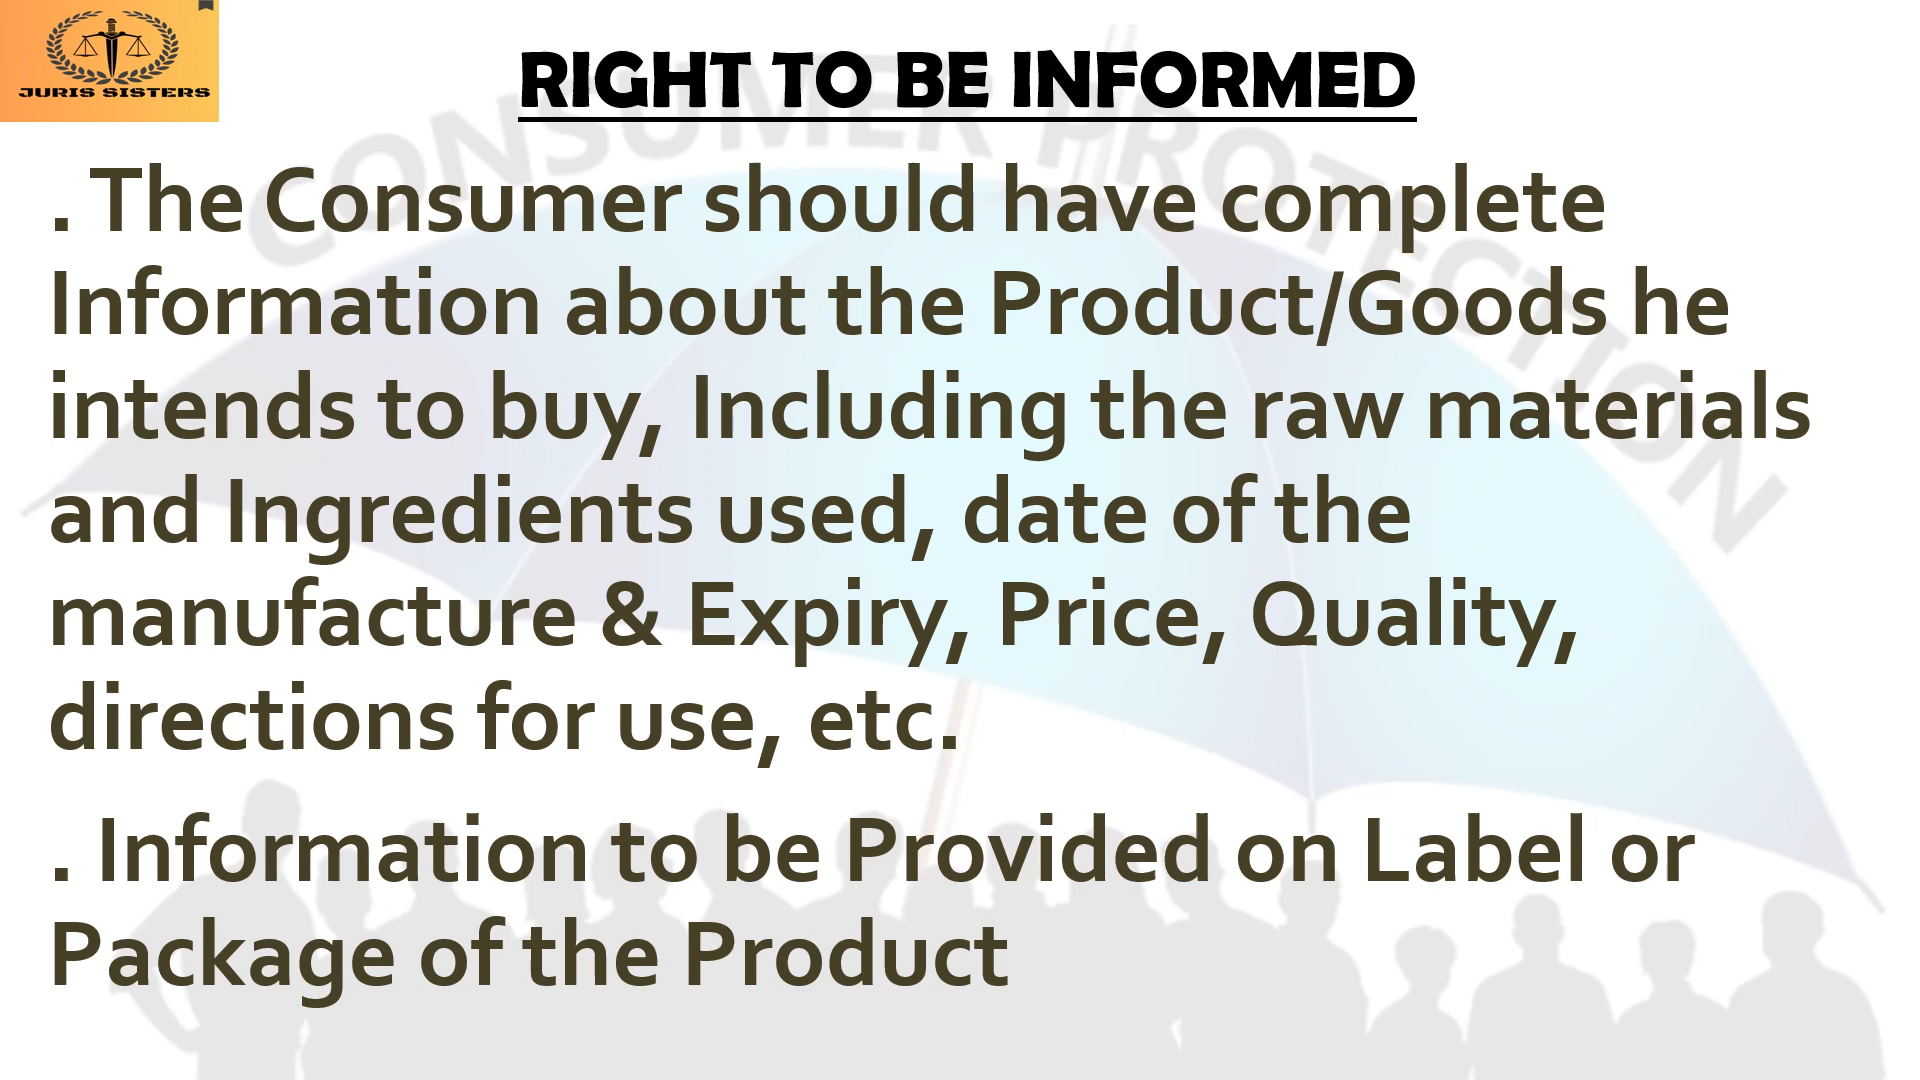 JURIS SISTERS
RIGHT TO BE INFORMED
CONSUMER PROTECTION
. The Consumer should have complete
Information about the Product/Goods he
intends to buy, Including the raw materials
and Ingredients used, date of the
manufacture & Expiry, Price, Quality,
directions for use, etc.
. Information to be Provided on Label or
Package of the Product